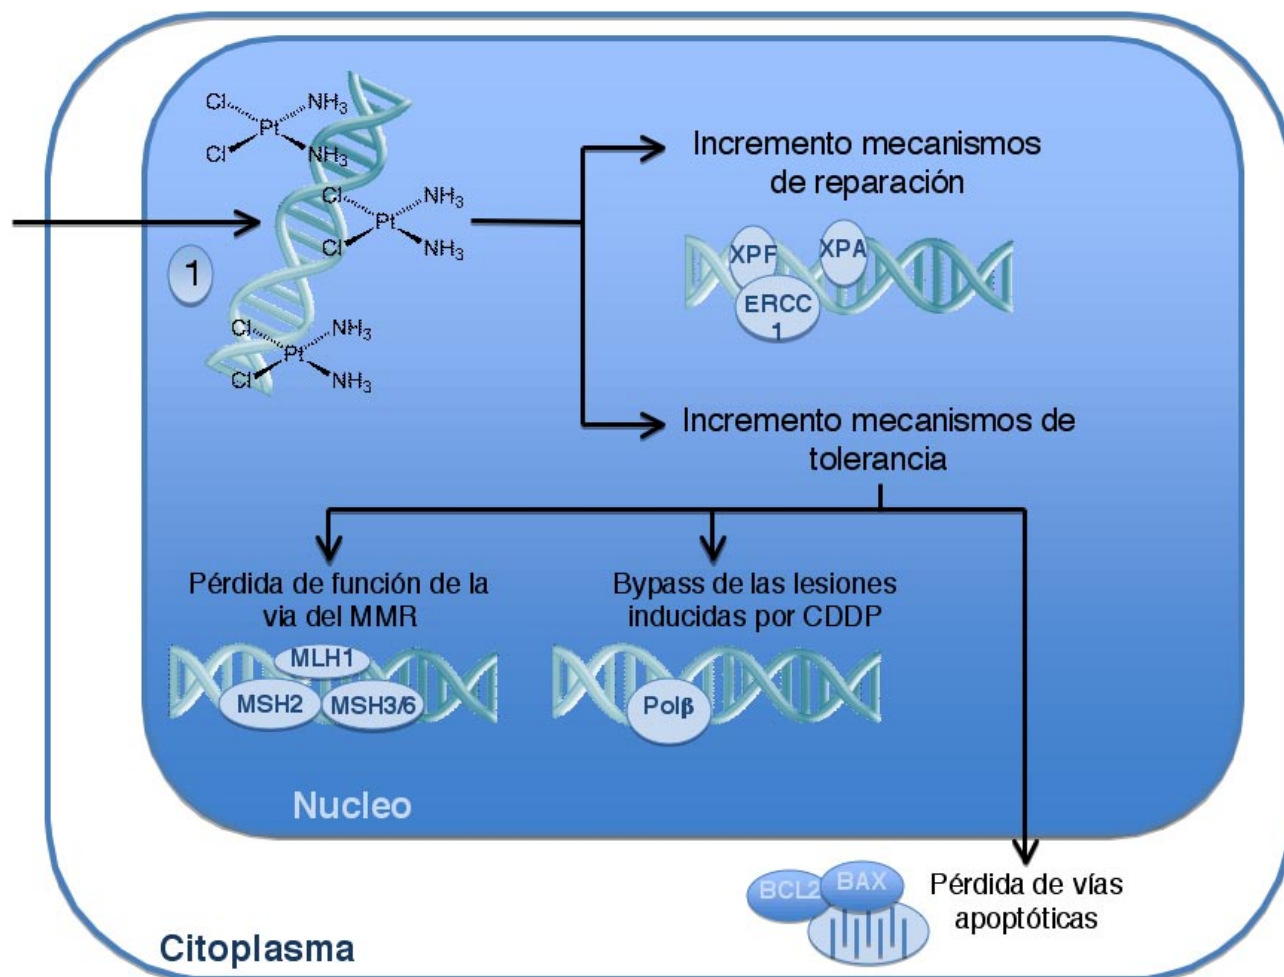 Cl
NH3
Pt
Cl
NH3
Cl
NH3
Pt
Cl
NH3
1
Cl
NH3
Pt
Cl
NH3
Incremento mecanismos
de reparación
XPF
XPA
ERCC
1
Incremento mecanismos de
tolerancia
Pérdida de función de la
via del MMR
MLH1
MSH2
MSH3/6
Bypass de las lesiones
inducidas por CDDP
Polβ
Nucleo
BCL2
BAX
Pérdida de vías
apoptóticas
Citoplasma